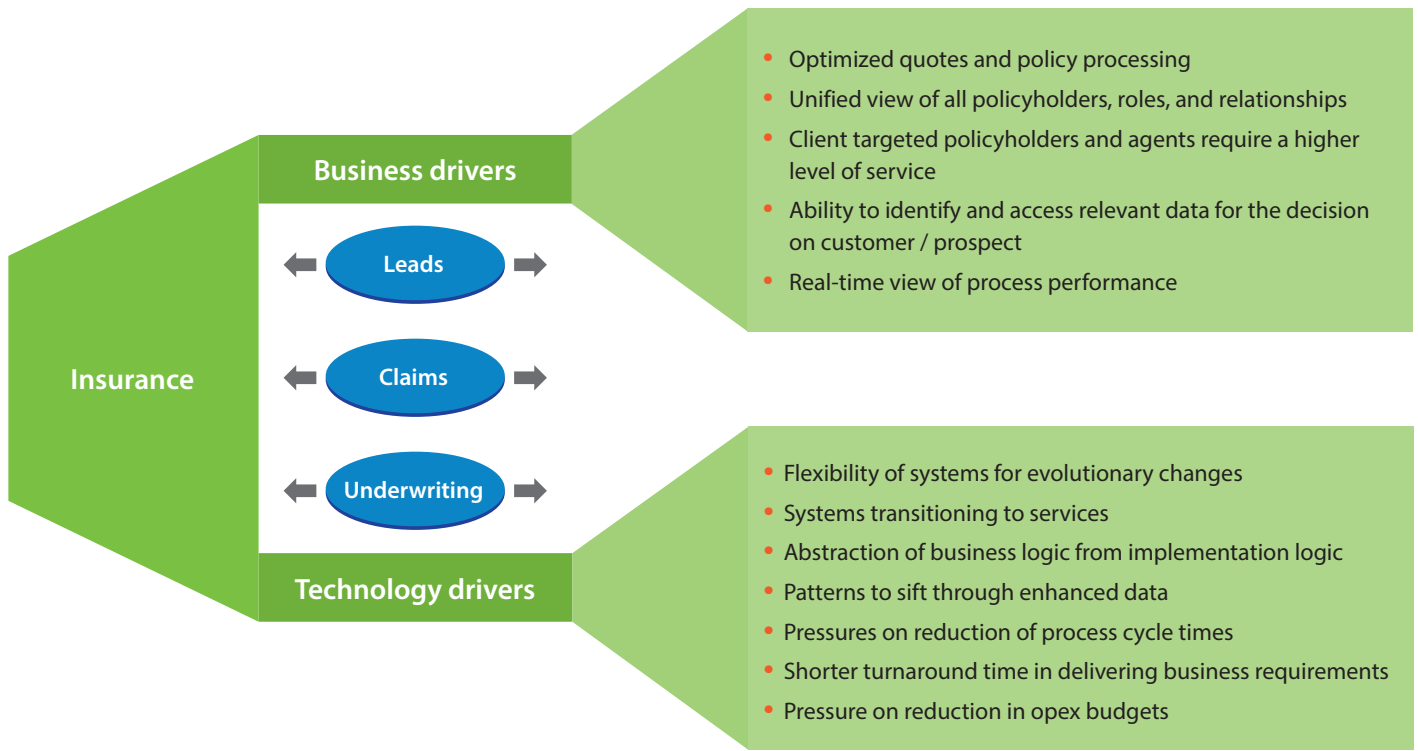 Insurance
Business drivers
Leads
Claims
Underwriting
Technology drivers
• Optimized quotes and policy processing
• Unified view of all policyholders, roles, and relationships
• Client targeted policyholders and agents require a higher
level of service
• Ability to identify and access relevant data for the decision
on customer / prospect
• Real-time view of process performance
• Flexibility of systems for evolutionary changes
• Systems transitioning to services
• Abstraction of business logic from implementation logic
• Patterns to sift through enhanced data
• Pressures on reduction of process cycle times
• Shorter turnaround time in delivering business requirements
• Pressure on reduction in opex budgets